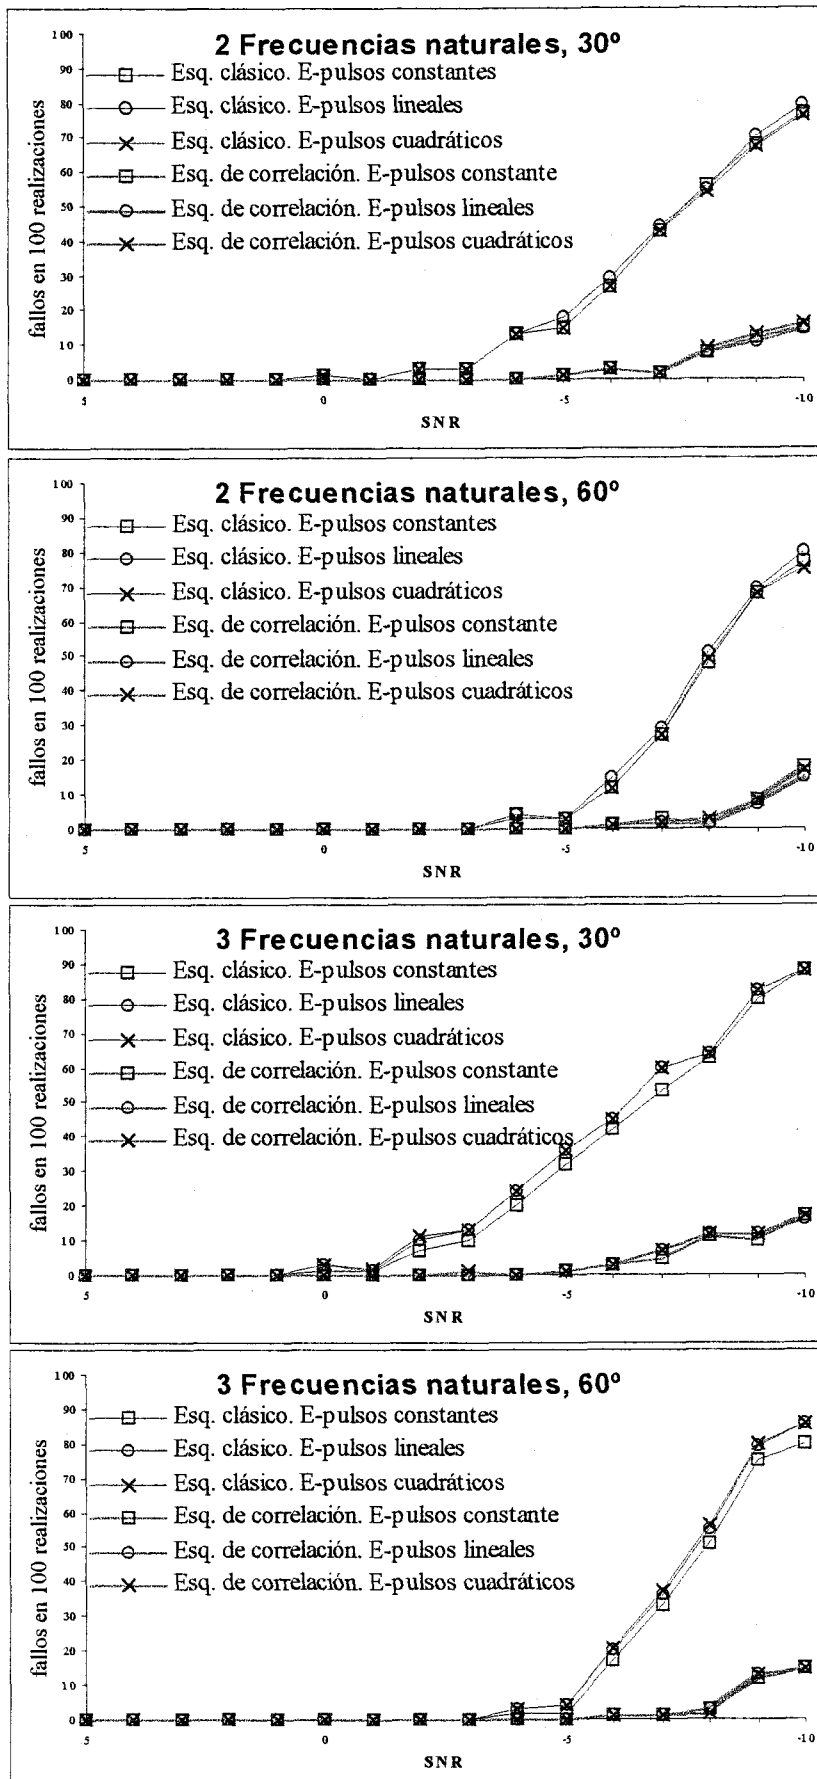 2 Frecuencias naturales, 30º
Esq. clásico. E-pulsos constantes
Esq. clásico. E-pulsos lineales
Esq. clásico. E-pulsos cuadráticos
Esq. de correlación. E-pulsos constante
Esq. de correlación. E-pulsos lineales
Esq. de correlación. E-pulsos cuadráticos
fallos en 100 realizaciones
100
90
80
70
60
50
40
30
20
10
0
5 0 -5 -10
SNR
2 Frecuencias naturales, 60º
Esq. clásico. E-pulsos constantes
Esq. clásico. E-pulsos lineales
Esq. clásico. E-pulsos cuadráticos
Esq. de correlación. E-pulsos constante
Esq. de correlación. E-pulsos lineales
Esq. de correlación. E-pulsos cuadráticos
fallos en 100 realizaciones
100
90
80
70
60
50
40
30
20
10
0
5 0 -5 -10
SNR
3 Frecuencias naturales, 30º
Esq. clásico. E-pulsos constantes
Esq. clásico. E-pulsos lineales
Esq. clásico. E-pulsos cuadráticos
Esq. de correlación. E-pulsos constante
Esq. de correlación. E-pulsos lineales
Esq. de correlación. E-pulsos cuadráticos
fallos en 100 realizaciones
100
90
80
70
60
50
40
30
20
10
0
5 0 -5 -10
SNR
3 Frecuencias naturales, 60º
Esq. clásico. E-pulsos constantes
Esq. clásico. E-pulsos lineales
Esq. clásico. E-pulsos cuadráticos
Esq. de correlación. E-pulsos constante
Esq. de correlación. E-pulsos lineales
Esq. de correlación. E-pulsos cuadráticos
fallos en 100 realizaciones
100
90
80
70
60
50
40
30
20
10
0
5 0 -5 -10
SNR